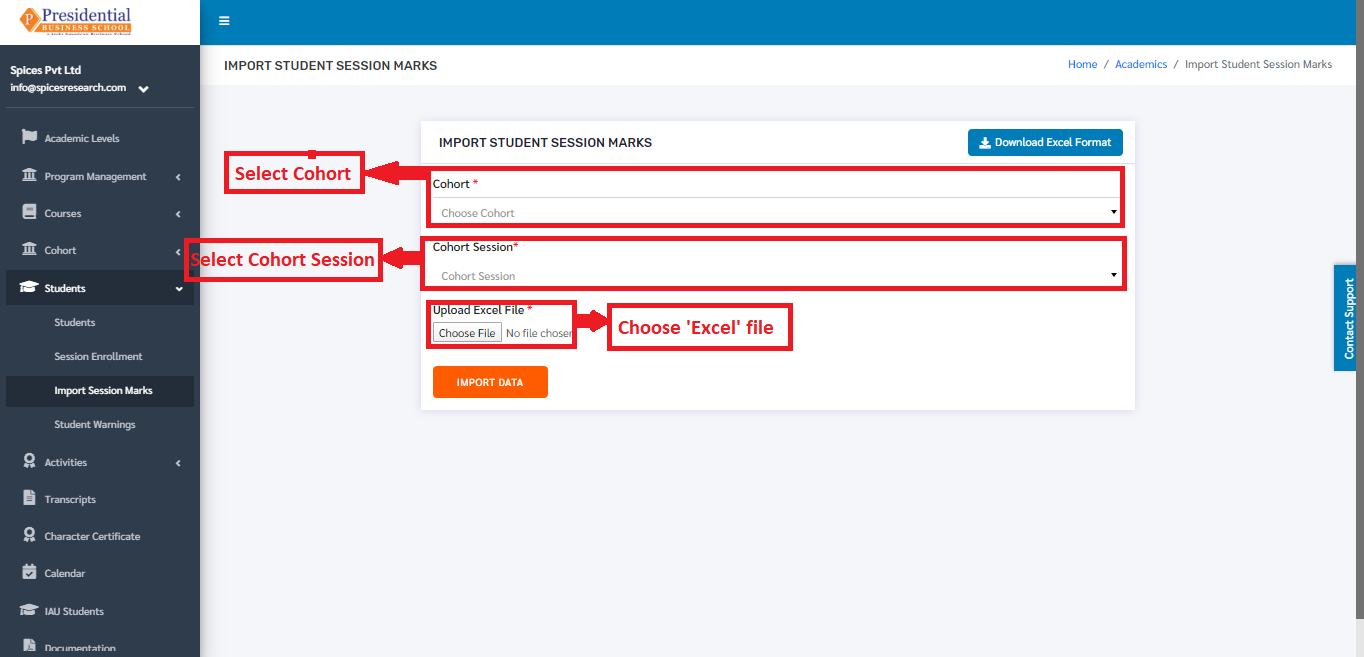 Presidential
BUSINESS SCHOOL
Spices Pvt Ltd
info@spicesresearch.com
Academic Levels
Program Management
Courses
Cohort
Students
Students
Session Enrollment
Import Session Marks
Student Warnings
Activities
Transcripts
Character Certificate
Calendar
IAU Students
Documentation
IMPORT STUDENT SESSION MARKS
Home / Academics / Import Student Session Marks
IMPORT STUDENT SESSION MARKS
Download Excel Format
Select Cohort
Cohort *
Choose Cohort
Select Cohort Session
Cohort Session*
Cohort Session
Upload Excel File *
Choose File No file chosen
Choose 'Excel' file
IMPORT DATA
Contact Support